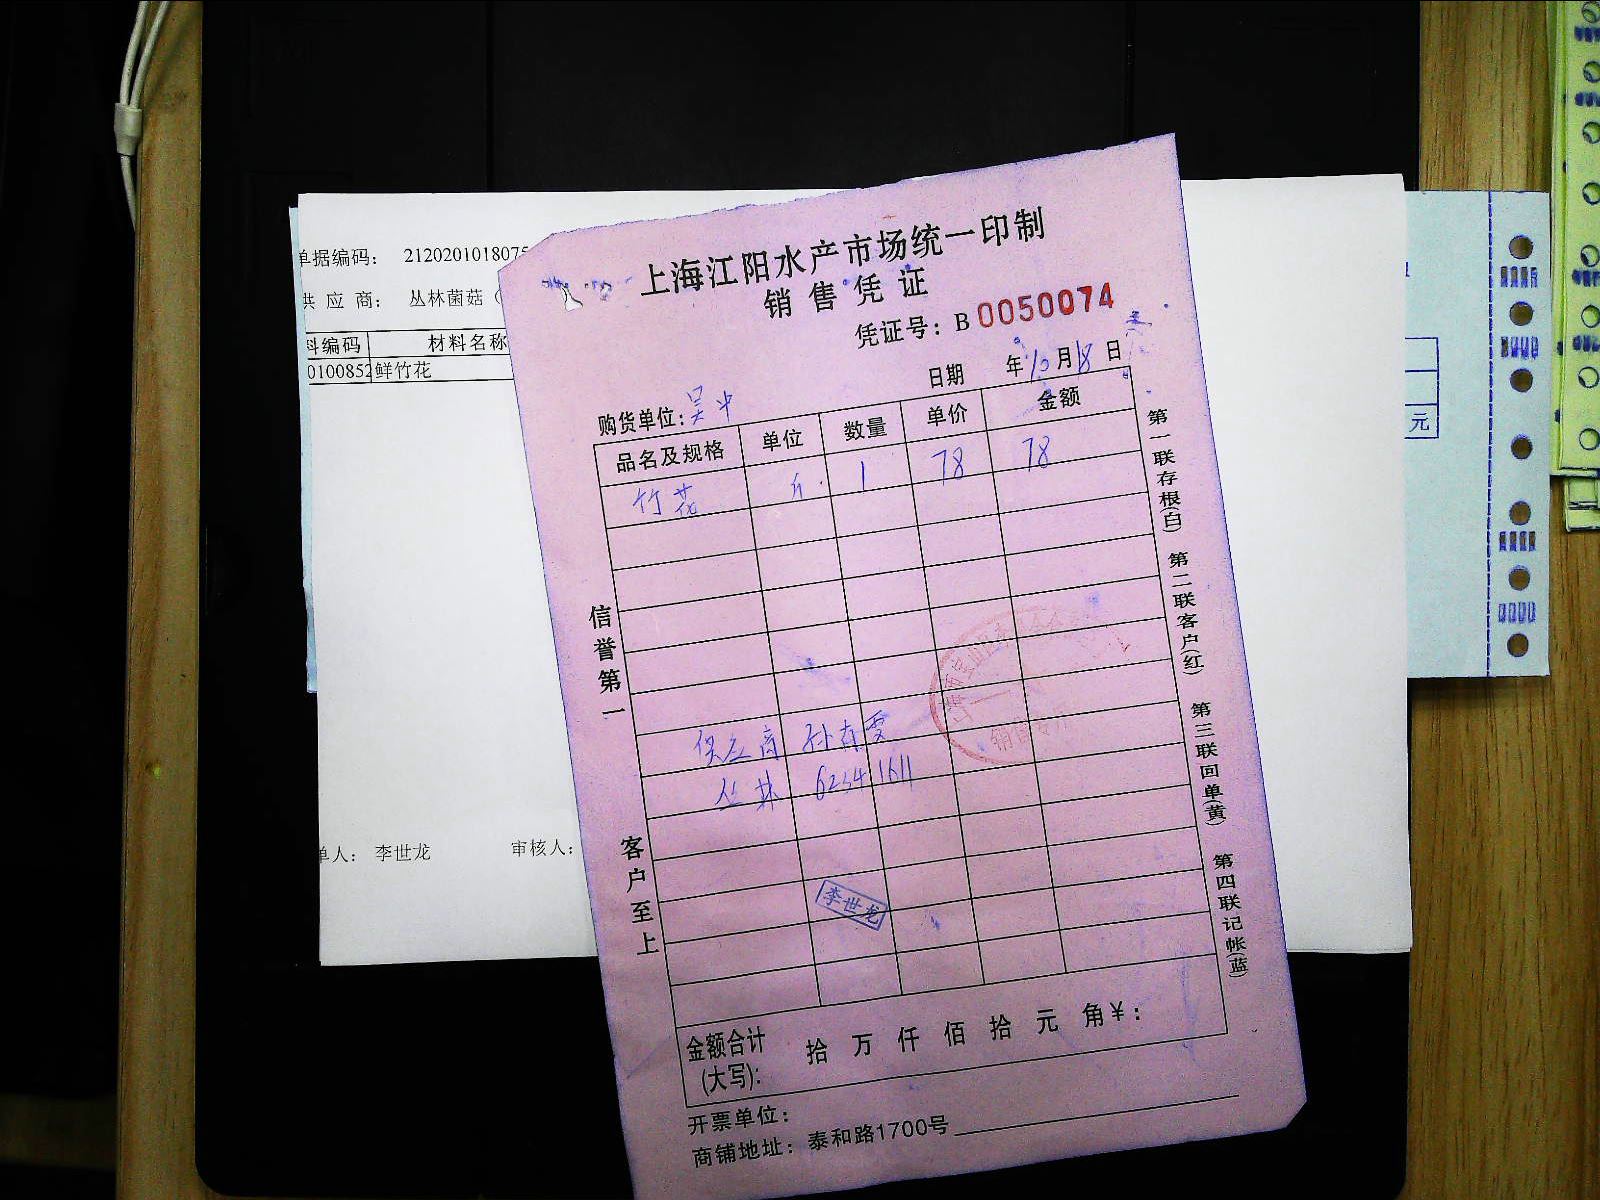 单据编码: 212020101807
供 应 商: 丛林菌菇(
料编码 材料名称
0100852 鲜竹花
元
单人: 李世龙 审核人:
上海江阳水产市场统一印制
销售凭证
凭证号: B 0050074
日期 年 10 月 18 日
购货单位: 吴中
品名及规格 单位 数量 单价 金额
竹花 斤 1 78 78
供应商 孙存雯
丛林 62341611
李世龙
销售专用
金额合计(大写): 拾 万 仟 佰 拾 元 角 ¥:
开票单位:
商铺地址: 泰和路1700号
信誉第一
客户至上
第一联存根(白) 第二联客户(红) 第三联回单(黄) 第四联记帐(蓝)